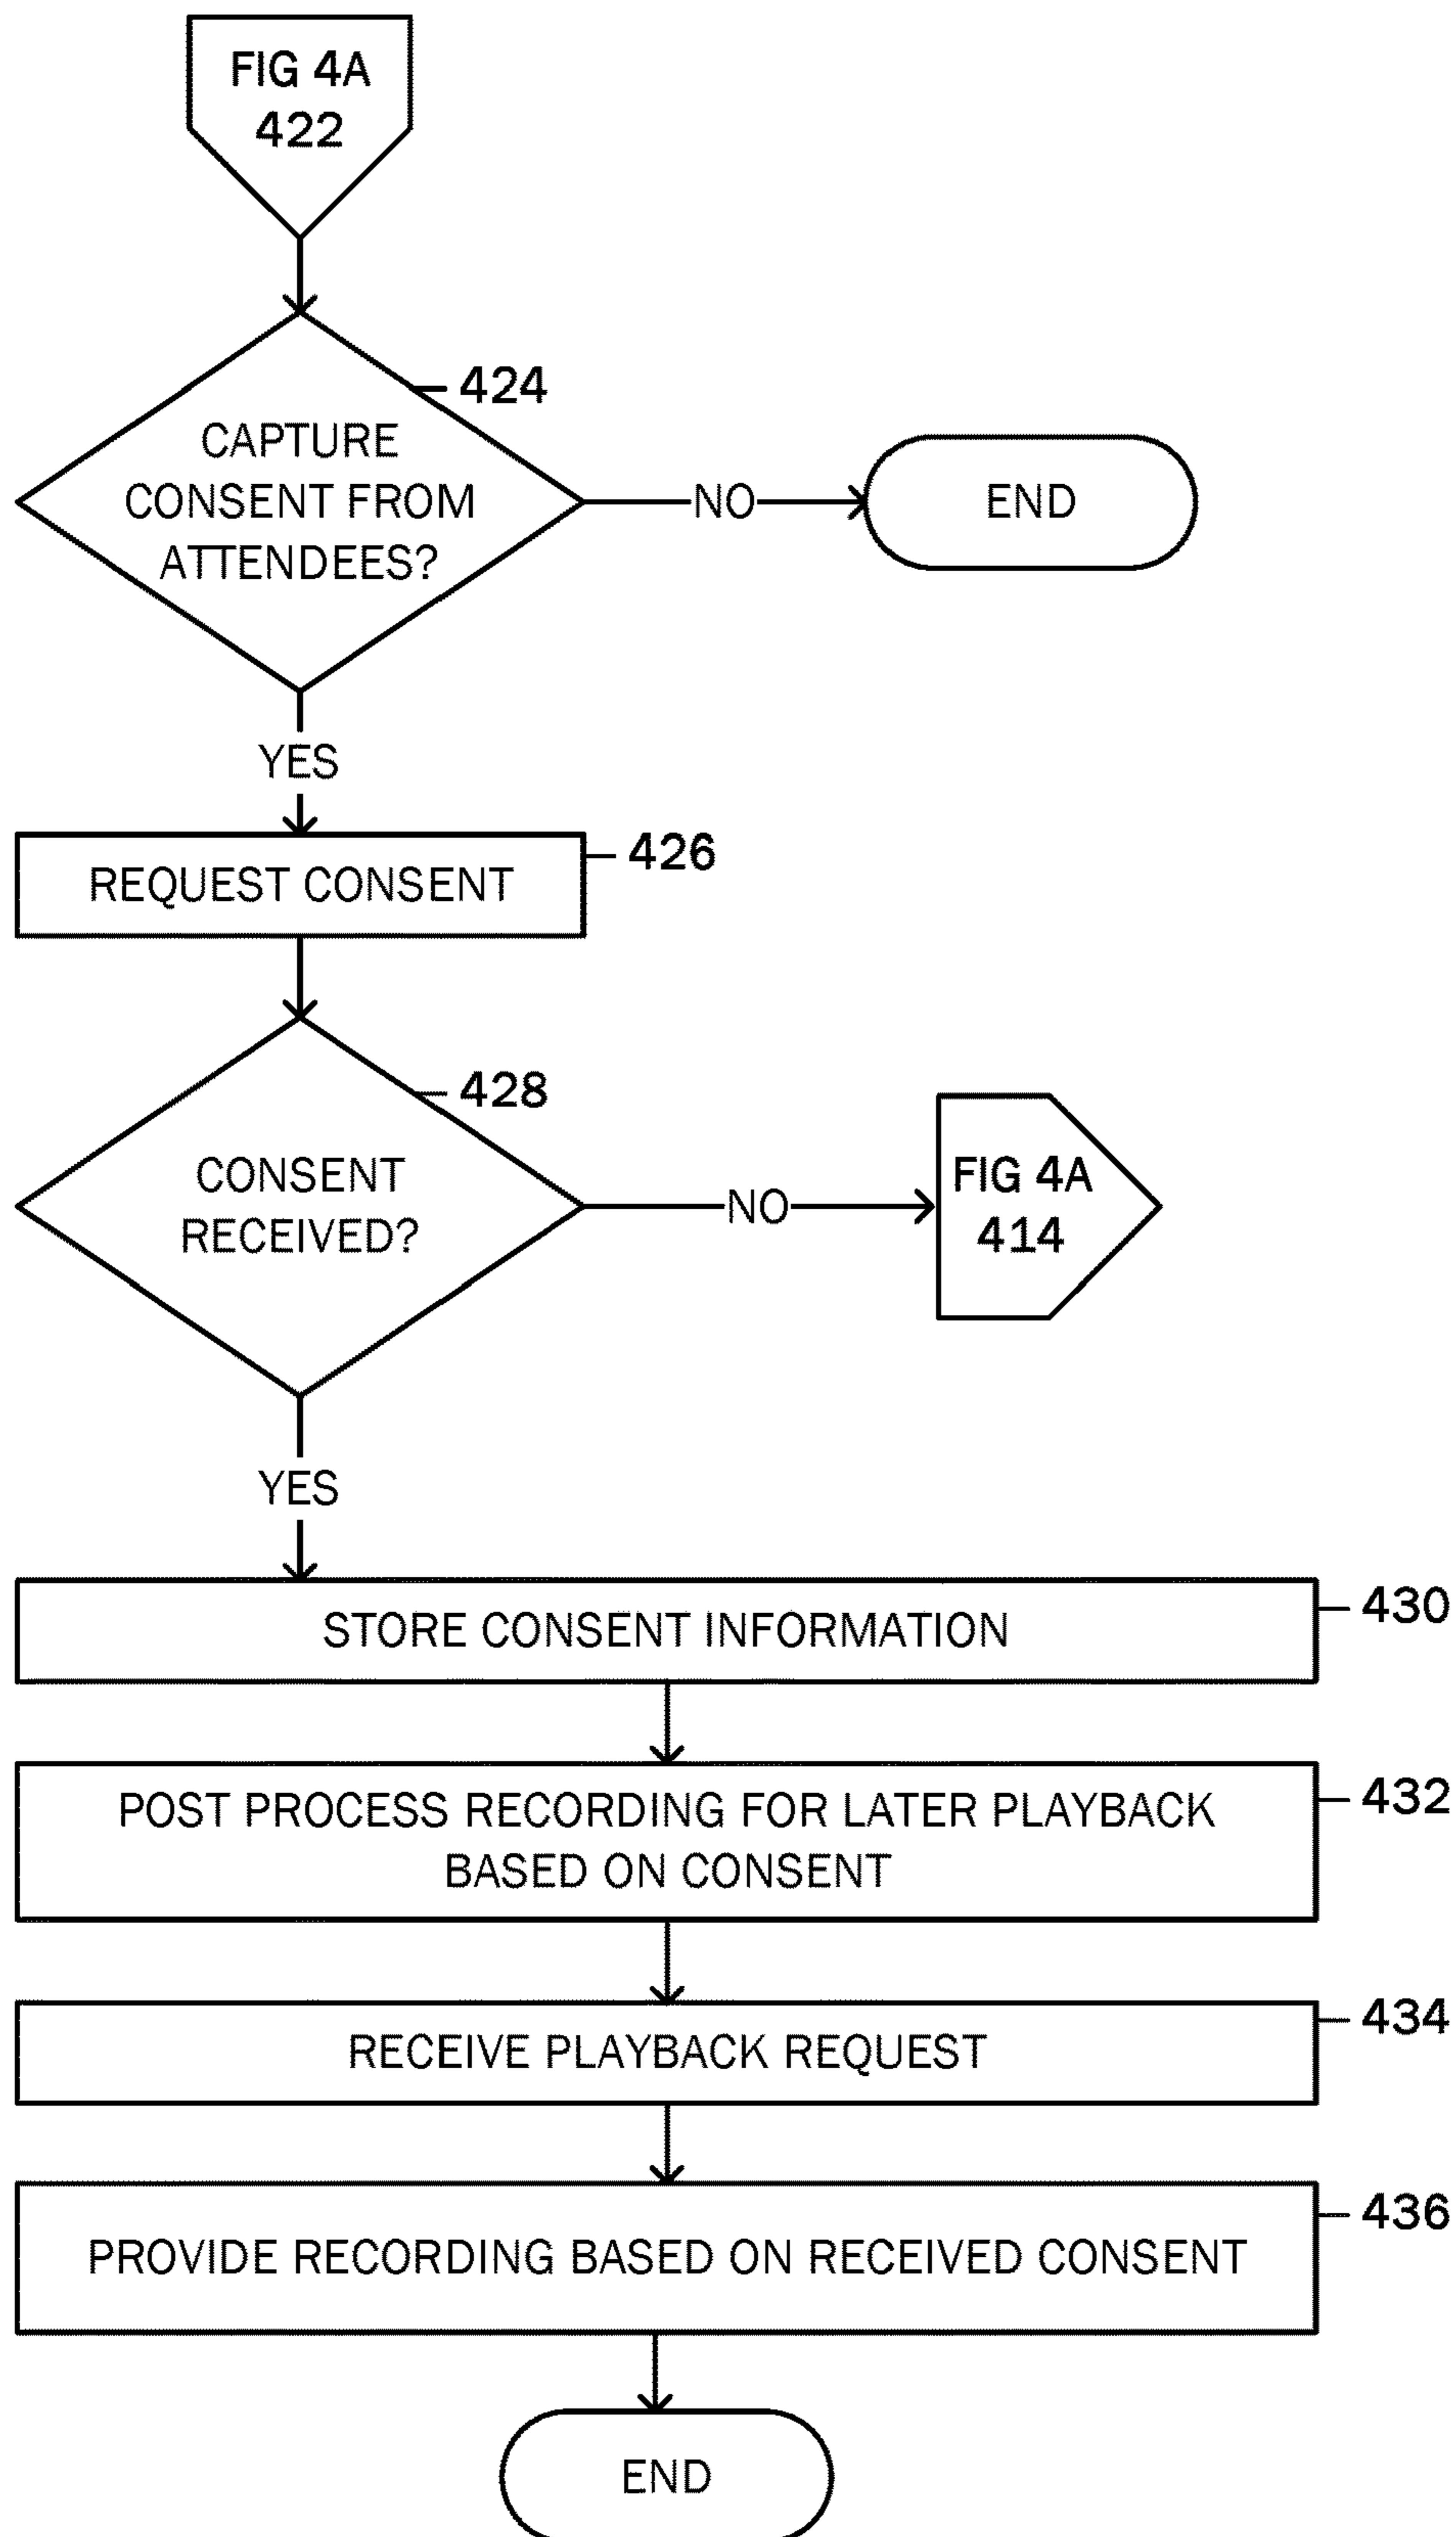 FIG 4A
422
424
CAPTURE
CONSENT FROM
ATTENDEES?
NO
END
YES
426
REQUEST CONSENT
428
CONSENT
RECEIVED?
NO
FIG 4A
414
YES
430
STORE CONSENT INFORMATION
432
POST PROCESS RECORDING FOR LATER PLAYBACK
BASED ON CONSENT
434
RECEIVE PLAYBACK REQUEST
436
PROVIDE RECORDING BASED ON RECEIVED CONSENT
END